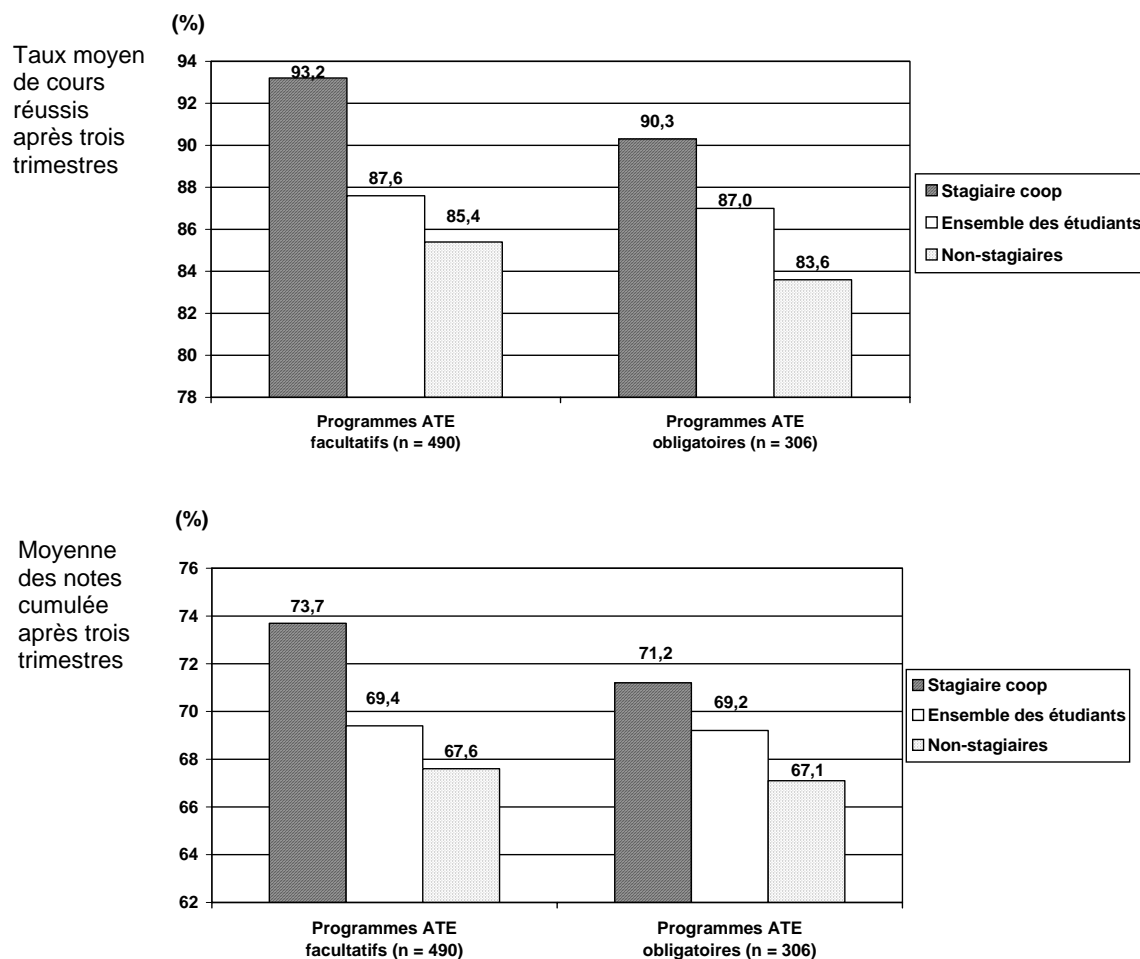 (%)
Taux moyen
de cours
réussis
après trois
trimestres
94
92
90
88
86
84
82
80
78
93,2
87,6
85,4
90,3
87,0
83,6
Programmes ATE
facultatifs (n = 490)
Programmes ATE
obligatoires (n = 306)
Stagiaire coop
Ensemble des étudiants
Non-stagiaires
(%)
Moyenne
des notes
cumulée
après trois
trimestres
76
74
72
70
68
66
64
62
73,7
69,4
67,6
71,2
69,2
67,1
Programmes ATE
facultatifs (n = 490)
Programmes ATE
obligatoires (n = 306)
Stagiaire coop
Ensemble des étudiants
Non-stagiaires